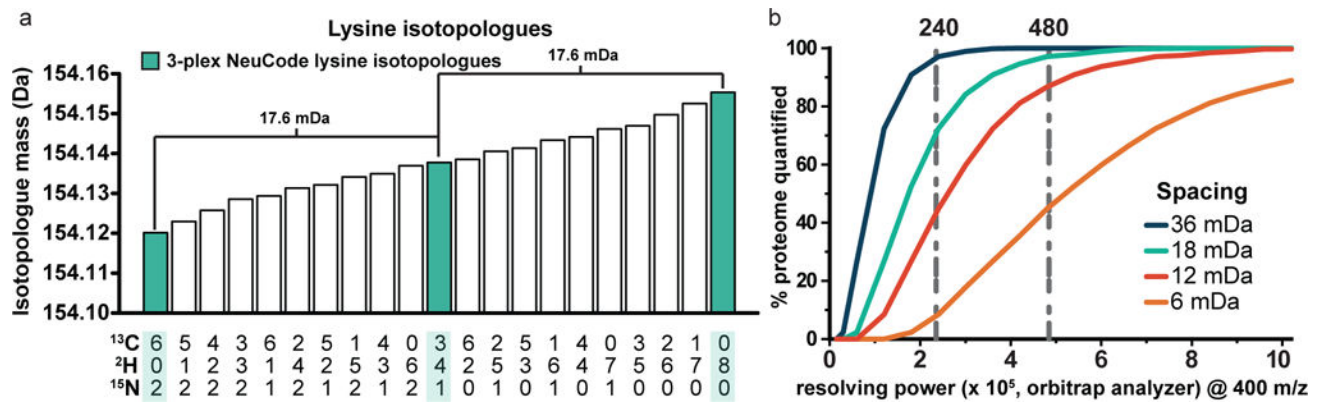 a
Lysine isotopologues
3-plex NeuCode lysine isotopologues
17.6 mDa
17.6 mDa
Isotopologue mass (Da)
154.16
154.15
154.14
154.13
154.12
154.11
154.10
¹³C 6 5 4 3 6 2 5 1 4 0 3 6 2 5 1 4 0 3 2 1 0
²H 0 1 2 3 1 4 2 5 3 6 4 2 5 3 6 4 7 5 6 7 8
¹⁵N 2 2 2 2 1 2 1 2 1 2 1 0 1 0 1 0 1 0 0 0 0
b
240 480
% proteome quantified
100
80
60
40
20
0
Spacing
36 mDa
18 mDa
12 mDa
6 mDa
0 2 4 6 8 10
resolving power (x 10⁵, orbitrap analyzer) @ 400 m/z